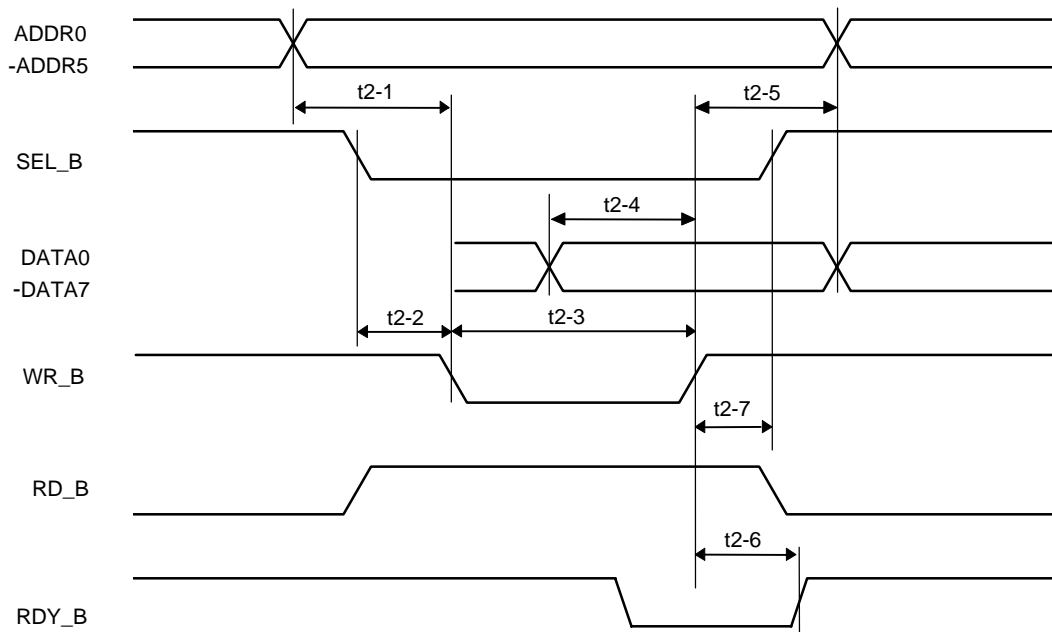 ADDR0
-ADDR5
t2-1
t2-5
SEL_B
t2-4
DATA0
-DATA7
t2-2
t2-3
WR_B
t2-7
RD_B
t2-6
RDY_B